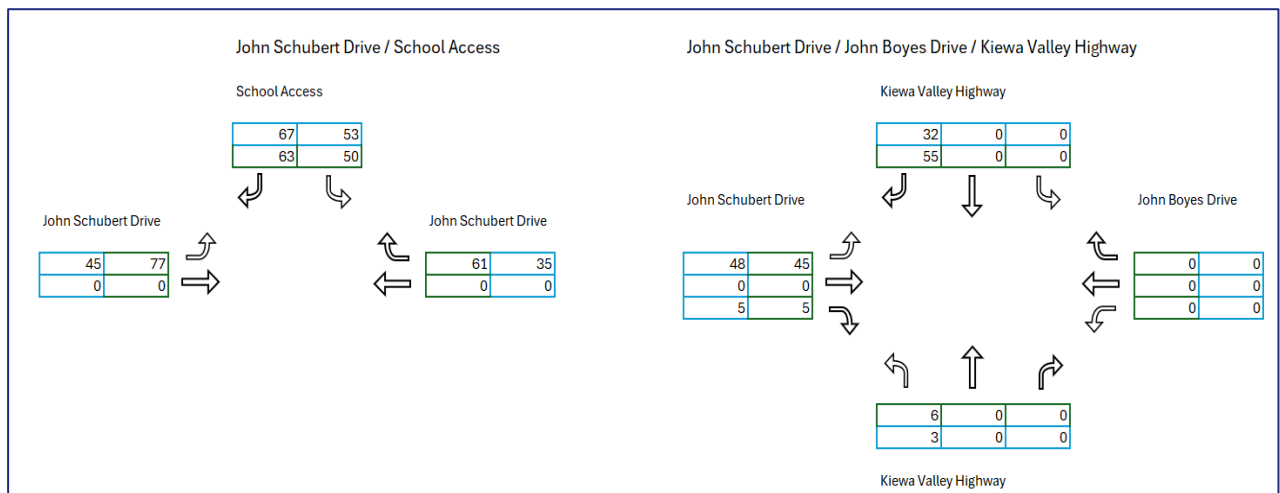 John Schubert Drive / School Access
School Access
67 53
63 50
John Schubert Drive
45 77
0 0
John Schubert Drive
61 35
0 0
John Schubert Drive / John Boyes Drive / Kiewa Valley Highway
Kiewa Valley Highway
32 0 0
55 0 0
John Schubert Drive
48 45
0 0
5 5
John Boyes Drive
0 0
0 0
0 0
6 0 0
3 0 0
Kiewa Valley Highway